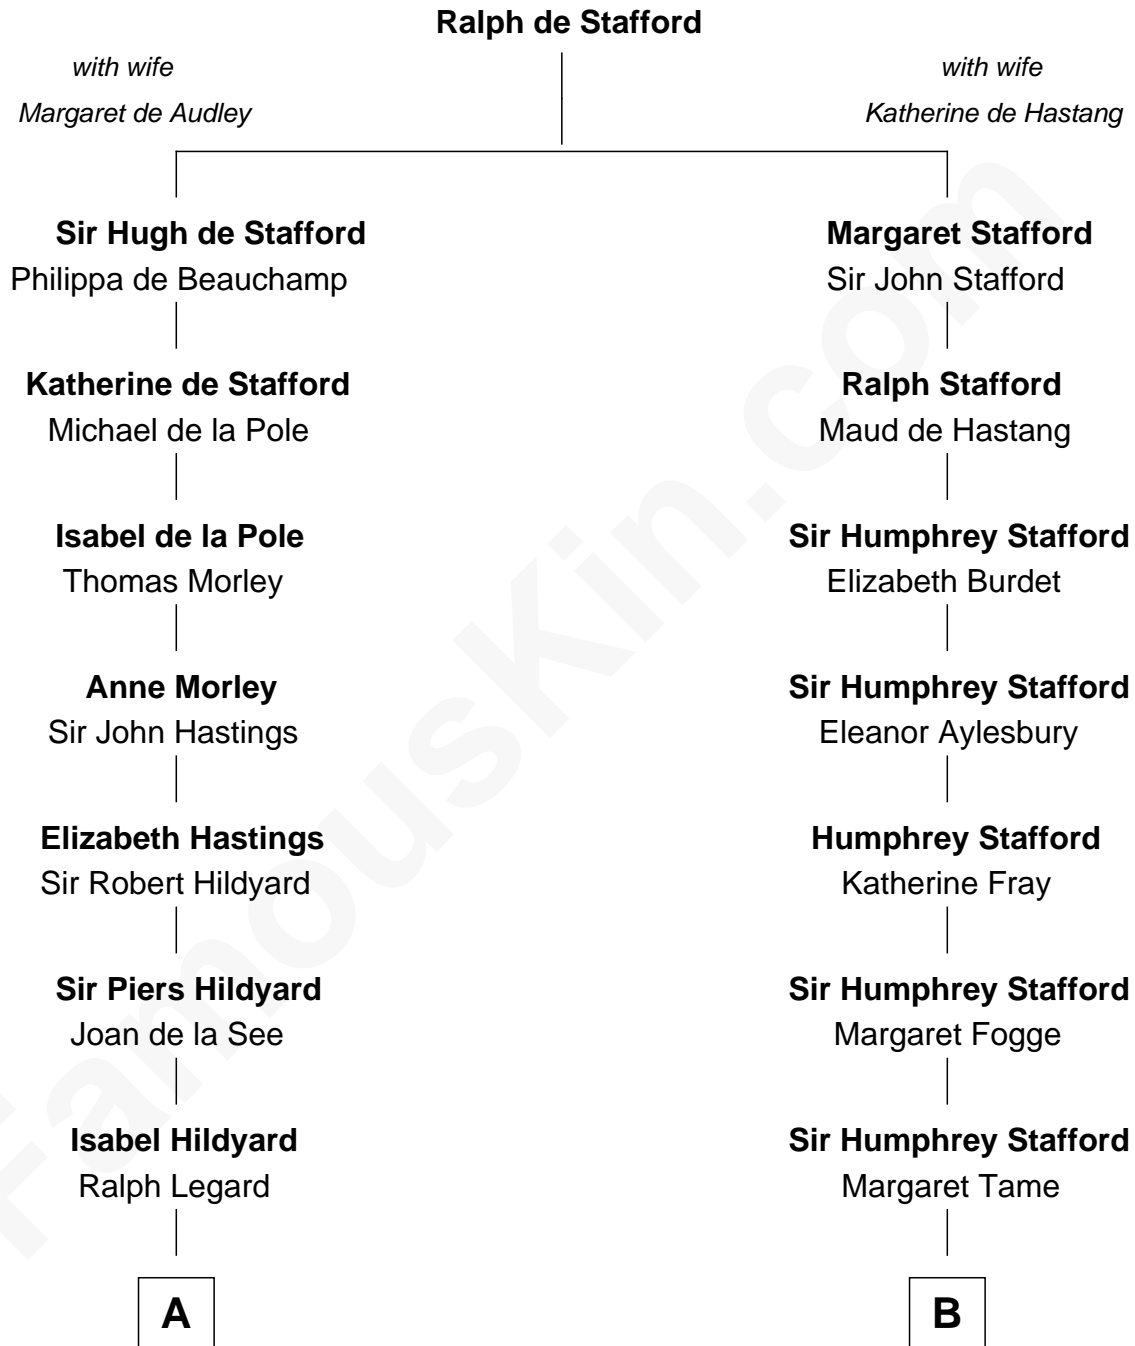 Ralph de Stafford
with wife
Margaret de Audley
with wife
Katherine de Hastang
Sir Hugh de Stafford
Philippa de Beauchamp
Margaret Stafford
Sir John Stafford
Katherine de Stafford
Michael de la Pole
Ralph Stafford
Maud de Hastang
Isabel de la Pole
Thomas Morley
Sir Humphrey Stafford
Elizabeth Burdet
Anne Morley
Sir John Hastings
Sir Humphrey Stafford
Eleanor Aylesbury
Elizabeth Hastings
Sir Robert Hildyard
Humphrey Stafford
Katherine Fray
Sir Piers Hildyard
Joan de la See
Sir Humphrey Stafford
Margaret Fogge
Isabel Hildyard
Ralph Legard
Sir Humphrey Stafford
Margaret Tame
A
B
FamousKin.com